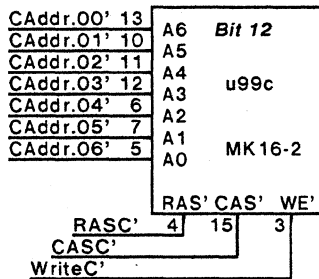 CAddr.00' 13 A6 Bit 12
CAddr.01' 10 A5
CAddr.02' 11 A4 u99c
CAddr.03' 12 A3
CAddr.04' 6 A2
CAddr.05' 7 A1 MK16-2
CAddr.06' 5 A0
RAS' CAS' WE'
RASC' 4 15 3
CASC'
WriteC'